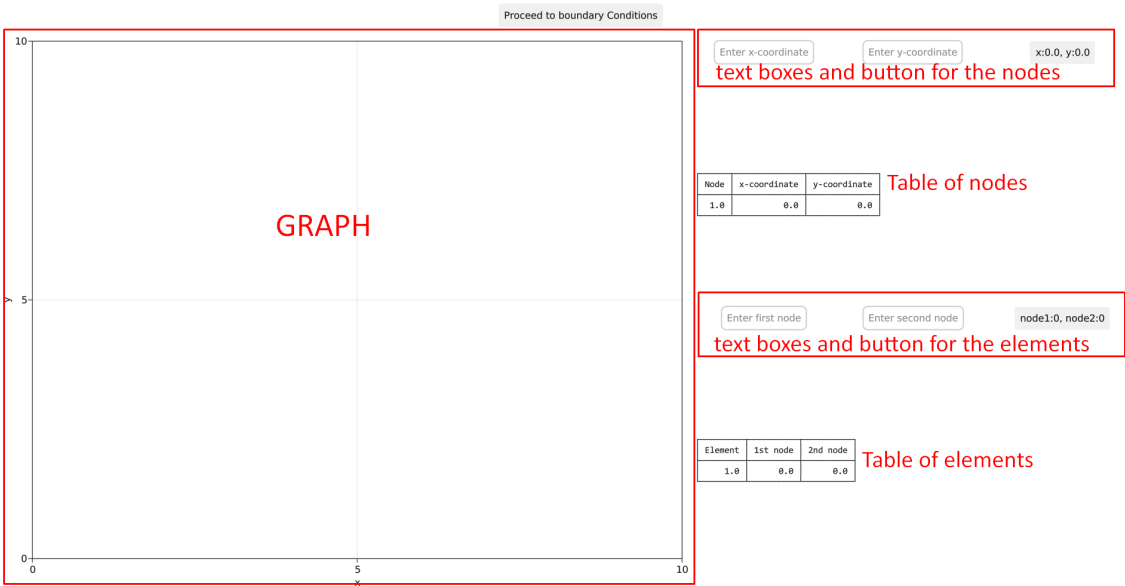 Proceed to boundary Conditions
10
5
0
0
5
10
y
x
GRAPH
Enter x-coordinate Enter y-coordinate x:0.0, y:0.0
text boxes and button for the nodes
Node x-coordinate y-coordinate
1.0 0.0 0.0
Table of nodes
Enter first node Enter second node node1:0, node2:0
text boxes and button for the elements
Element 1st node 2nd node
1.0 0.0 0.0
Table of elements